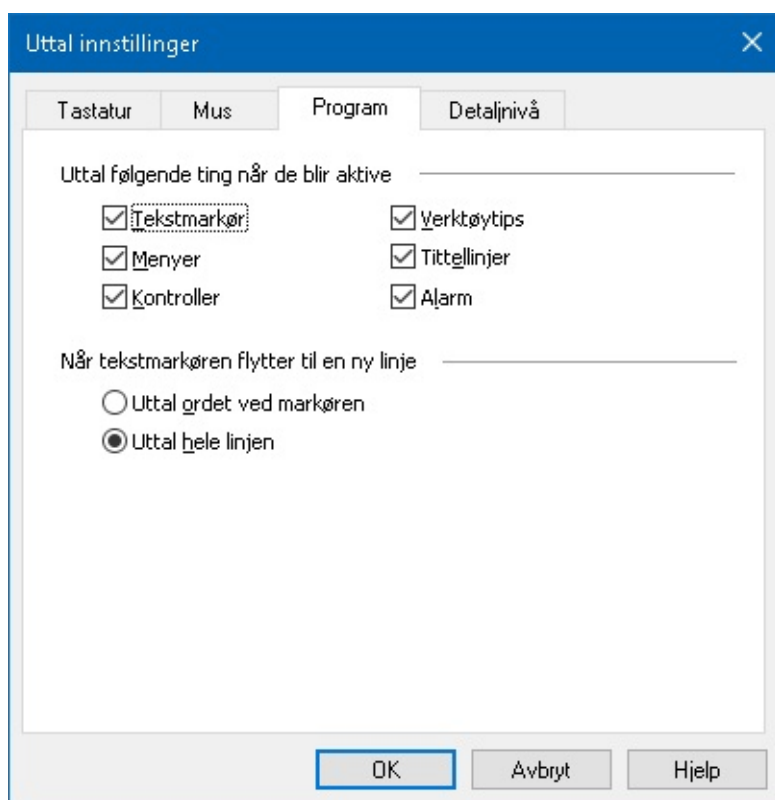 Uttal innstillinger
Tastatur Mus Program Detaljnivå
Uttal følgende ting når de blir aktive
Tekstmarkør Verktøytips
Menyer Tittellinjer
Kontroller Alarm
Når tekstmarkøren flytter til en ny linje
Uttal ordet ved markøren
Uttal hele linjen
OK Avbryt Hjelp